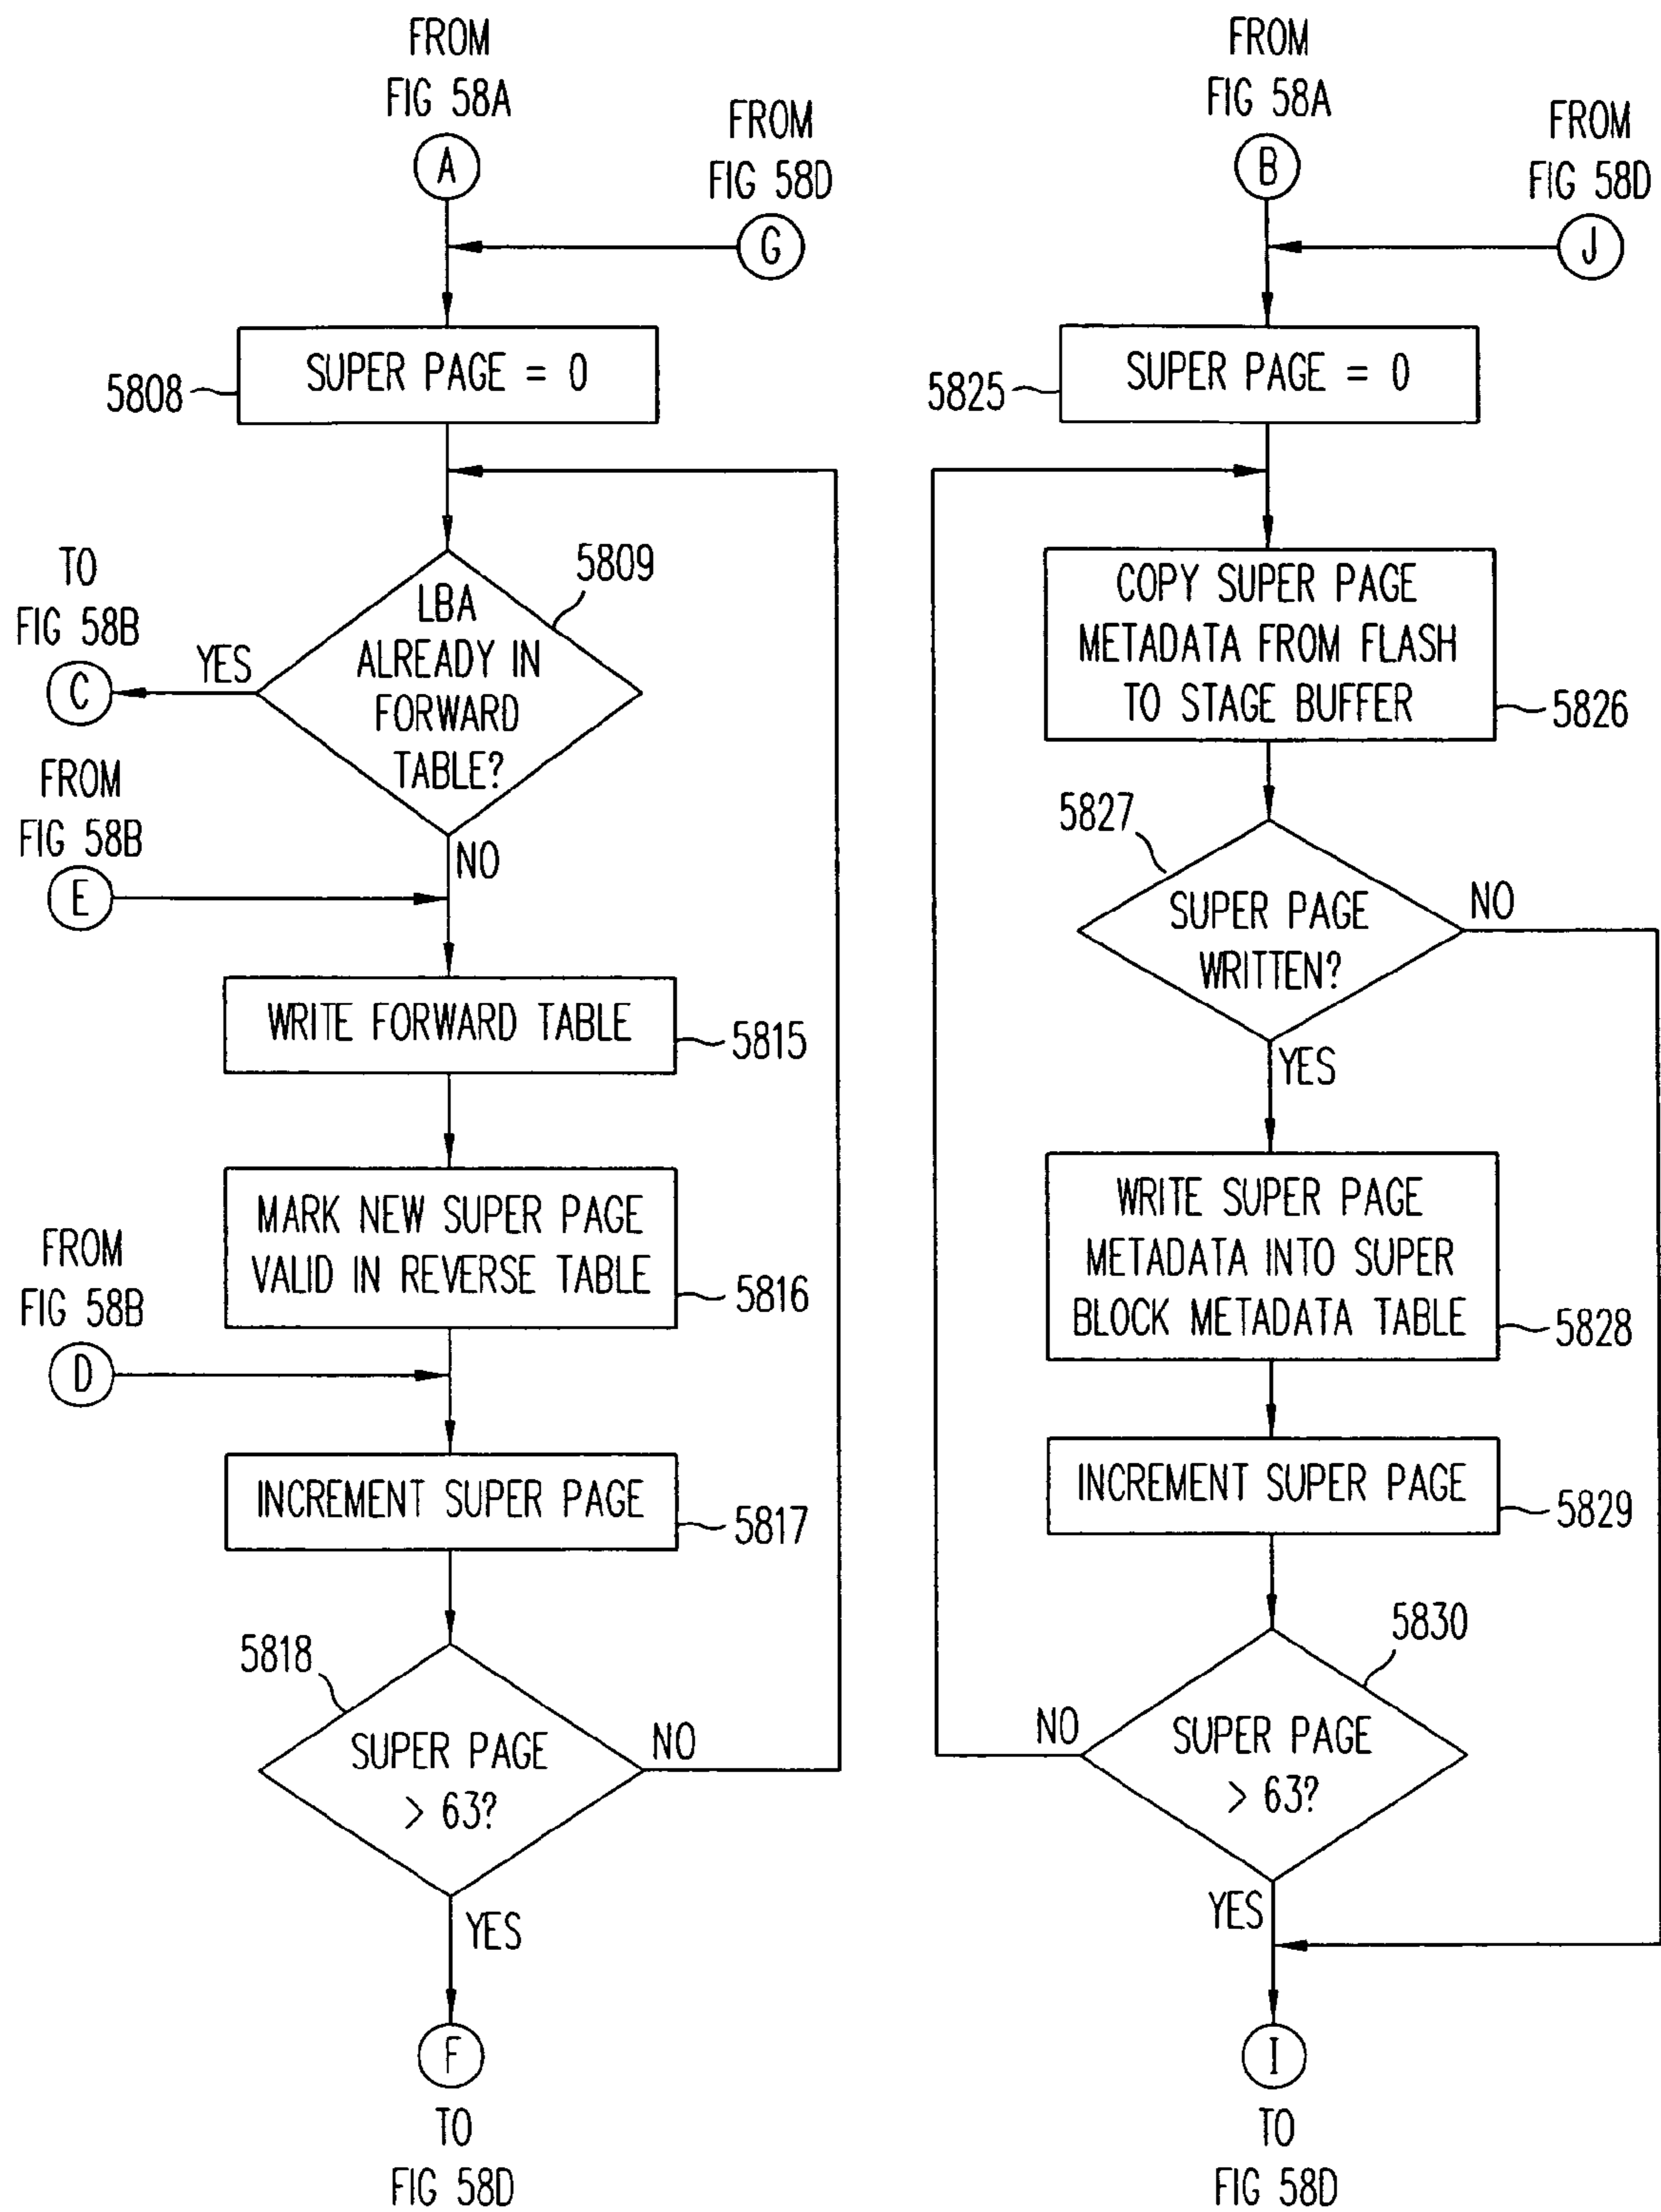 FROM
FIG 58A
A
FROM
FIG 58D
G
SUPER PAGE = 0
5808
LBA
ALREADY IN
FORWARD
TABLE?
5809
YES
TO
FIG 58B
C
NO
FROM
FIG 58B
E
WRITE FORWARD TABLE
5815
MARK NEW SUPER PAGE
VALID IN REVERSE TABLE
5816
FROM
FIG 58B
D
INCREMENT SUPER PAGE
5817
5818
SUPER PAGE
> 63?
NO
YES
F
TO
FIG 58D
FROM
FIG 58A
B
FROM
FIG 58D
J
SUPER PAGE = 0
5825
COPY SUPER PAGE
METADATA FROM FLASH
TO STAGE BUFFER
5826
5827
SUPER PAGE
WRITTEN?
NO
YES
WRITE SUPER PAGE
METADATA INTO SUPER
BLOCK METADATA TABLE
5828
INCREMENT SUPER PAGE
5829
5830
SUPER PAGE
> 63?
NO
YES
I
TO
FIG 58D